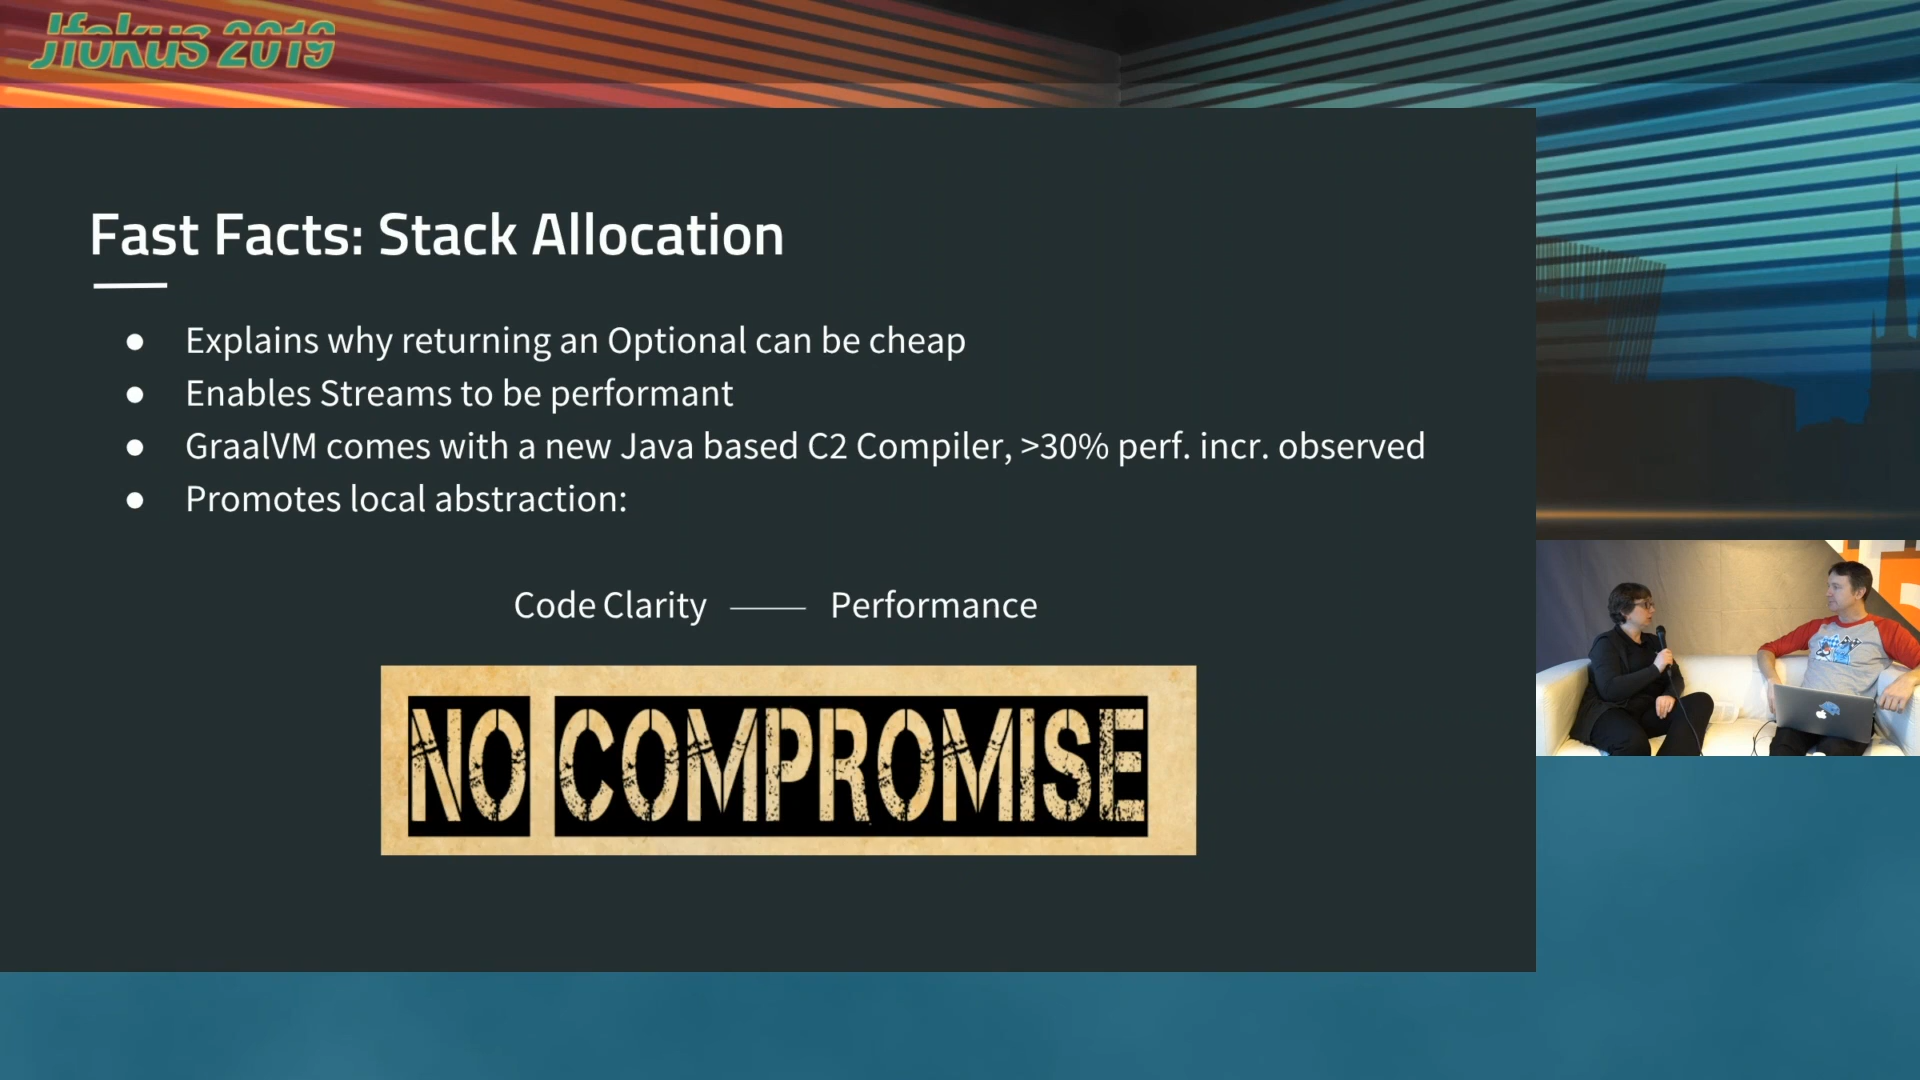 Jfokus 2019
Fast Facts: Stack Allocation
● Explains why returning an Optional can be cheap
● Enables Streams to be performant
● GraalVM comes with a new Java based C2 Compiler, >30% perf. incr. observed
● Promotes local abstraction:
Code Clarity —— Performance
NO COMPROMISE